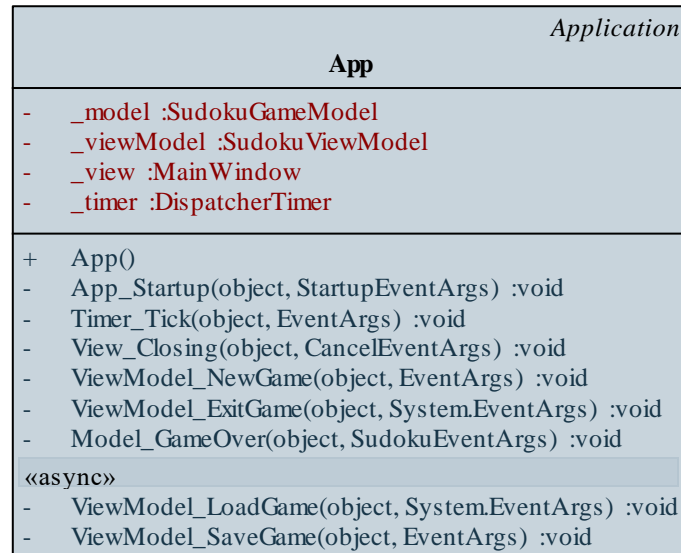 Application
App
- _model :SudokuGameModel
- _viewModel :SudokuViewModel
- _view :MainWindow
- _timer :DispatcherTimer
+ App()
- App_Startup(object, StartupEventArgs) :void
- Timer_Tick(object, EventArgs) :void
- View_Closing(object, CancelEventArgs) :void
- ViewModel_NewGame(object, EventArgs) :void
- ViewModel_ExitGame(object, System.EventArgs) :void
- Model_GameOver(object, SudokuEventArgs) :void
«async»
- ViewModel_LoadGame(object, System.EventArgs) :void
- ViewModel_SaveGame(object, EventArgs) :void